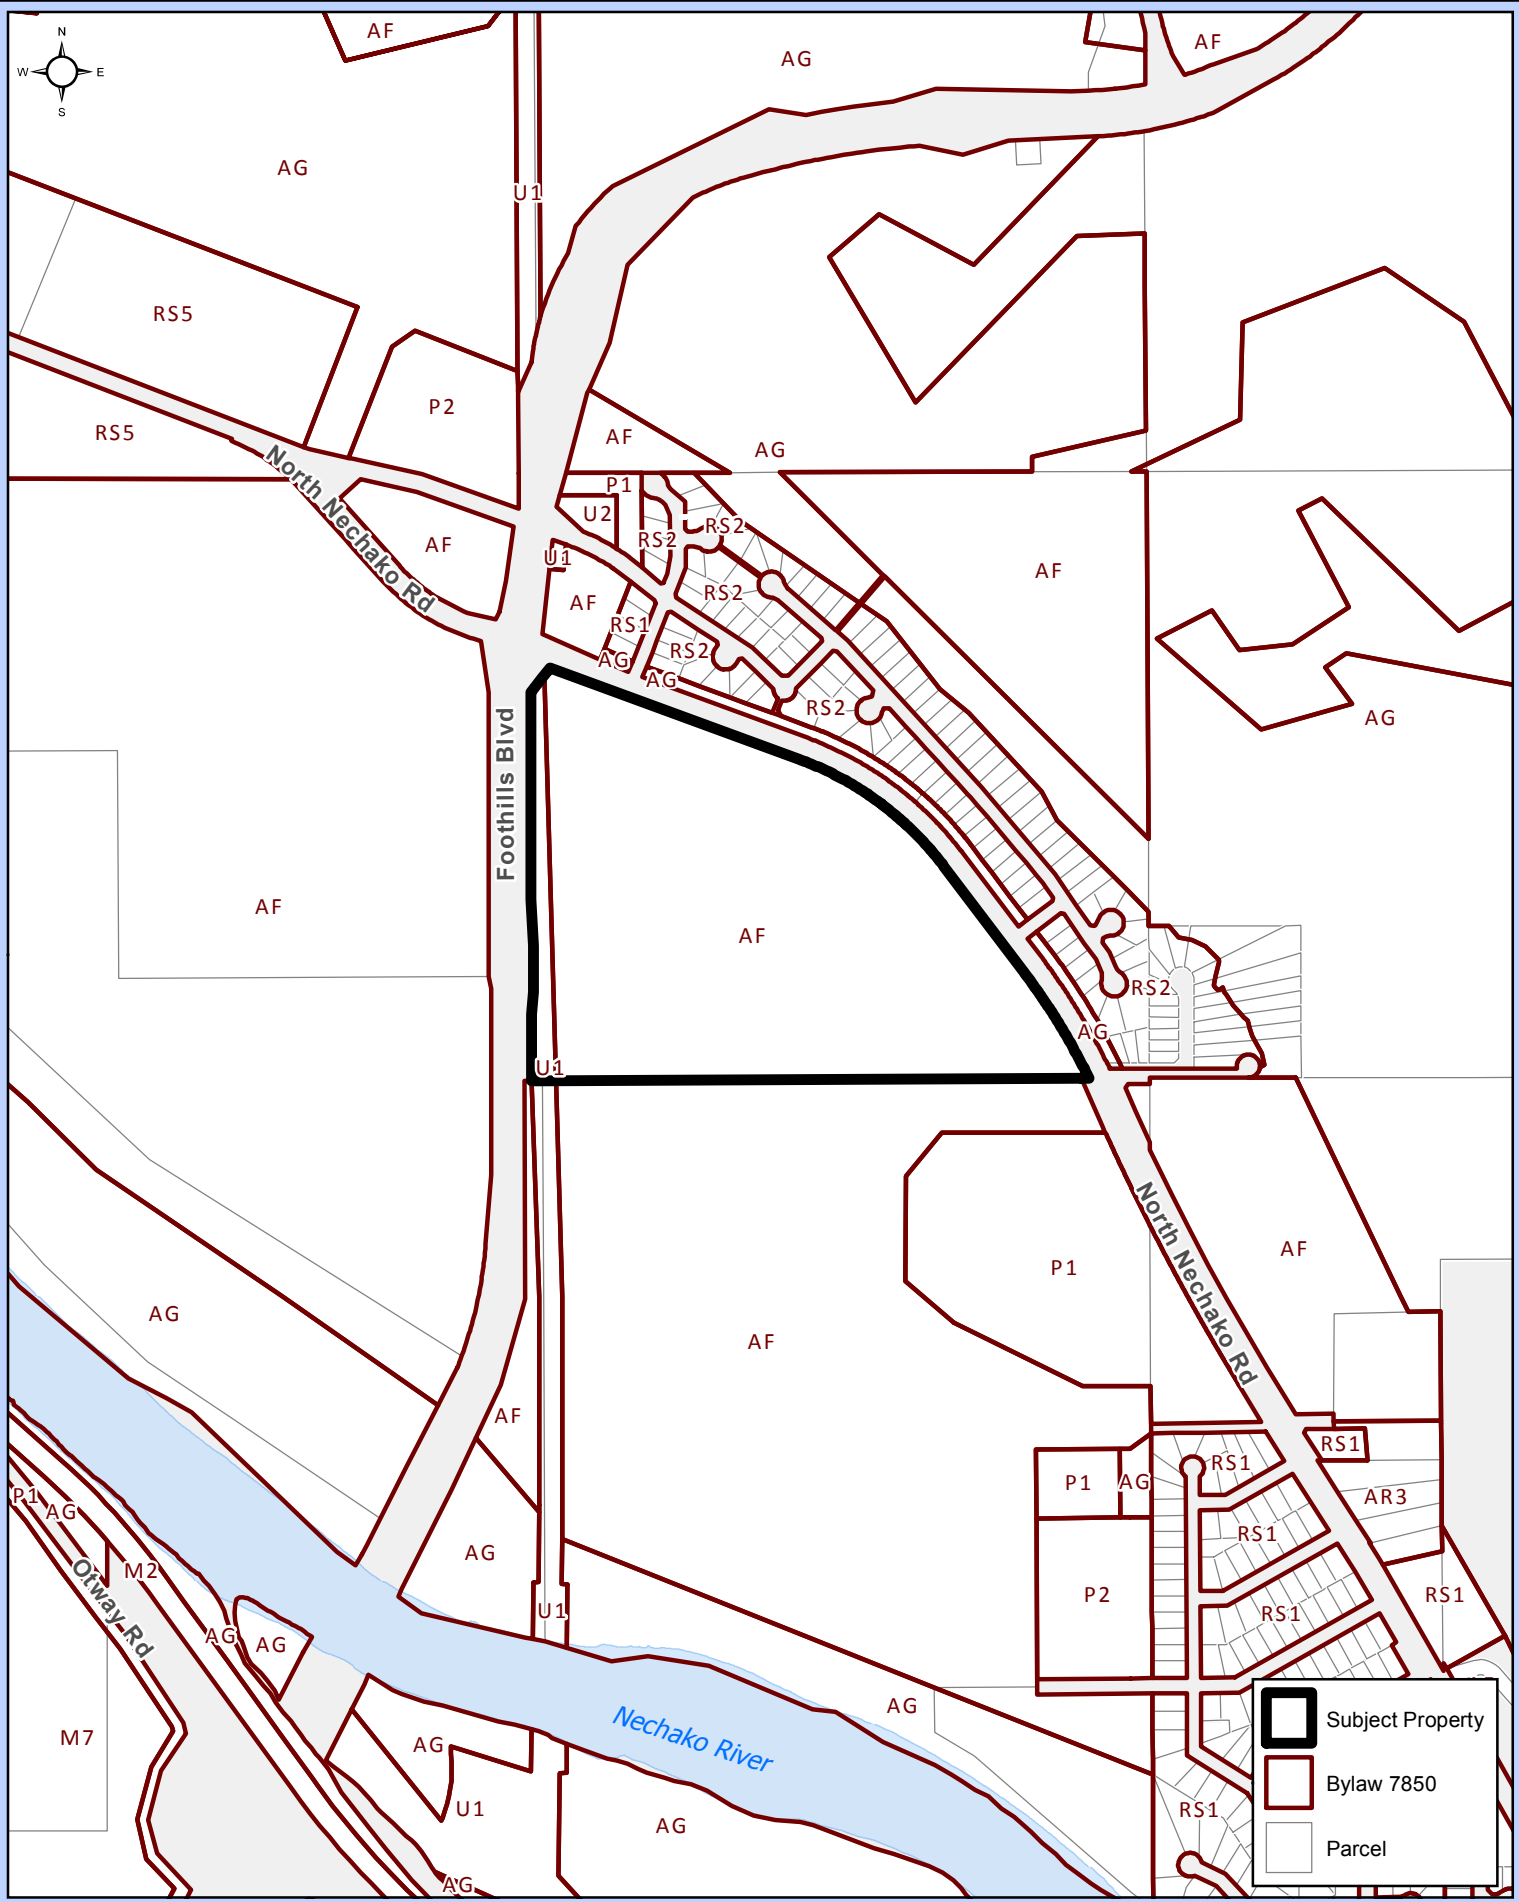 AF
AG
AF
N
W E
S
AG
U1
RS5
P2
RS5
AF
AG
North Nechako Rd
P1
U2
RS2
RS2
AF
U1
AF
RS2
AF
RS1
RS2
AG
AG
RS2
AG
Foothills Blvd
AF
AF
RS2
AG
U1
North Nechako Rd
AF
P1
AG
AF
AF
RS1
RS1
P1
AG
AR3
P1
AG
RS1
AG
M2
Otway Rd
P2
RS1
RS1
U1
AG
AG
AG
Nechako River
M7
AG
U1
AG
RS1
AG
Subject Property
Bylaw 7850
Parcel